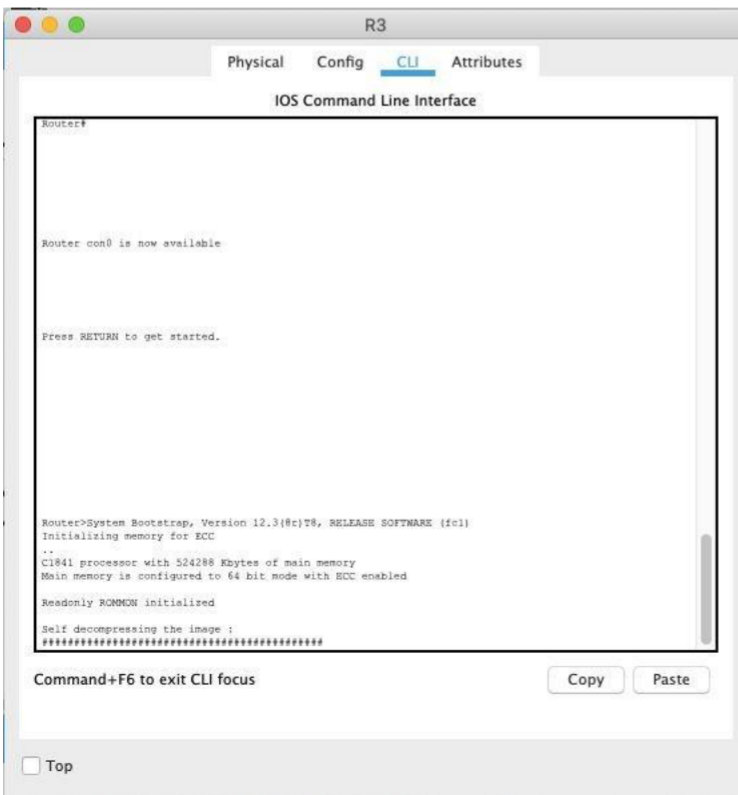 R3
Physical Config CLI Attributes
IOS Command Line Interface
Router#
Router con0 is now available
Press RETURN to get started.
Router>System Bootstrap, Version 12.3(8r)T8, RELEASE SOFTWARE (fc1)
Initializing memory for ECC
..
C1841 processor with 524288 Kbytes of main memory
Main memory is configured to 64 bit mode with ECC enabled
Readonly ROMMON initialized
Self decompressing the image :
############################################
Command+F6 to exit CLI focus
Copy Paste
Top